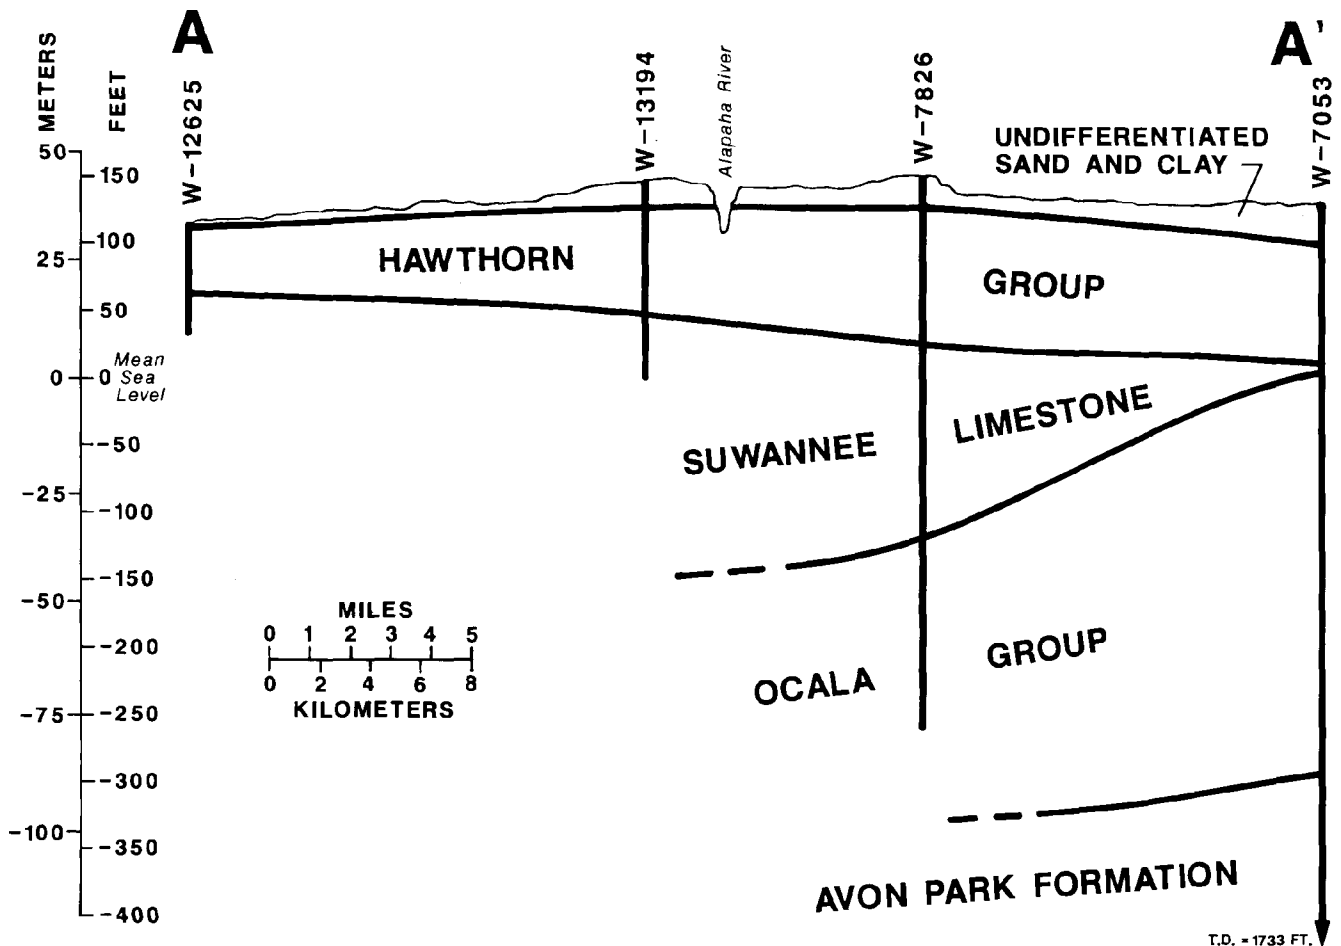 A
A'
METERS
FEET
W-12625
W-13194
Alapaha River
W-7826
W-7053
UNDIFFERENTIATED
SAND AND CLAY
50
150
100
25
50
Mean
Sea
Level
0
0
-50
-25
-100
-150
-50
-200
-75
-250
-300
-100
-350
-400
HAWTHORN
GROUP
SUWANNEE
LIMESTONE
OCALA
GROUP
AVON PARK FORMATION
MILES
0 1 2 3 4 5
0 2 4 6 8
KILOMETERS
T.D. = 1733 FT.